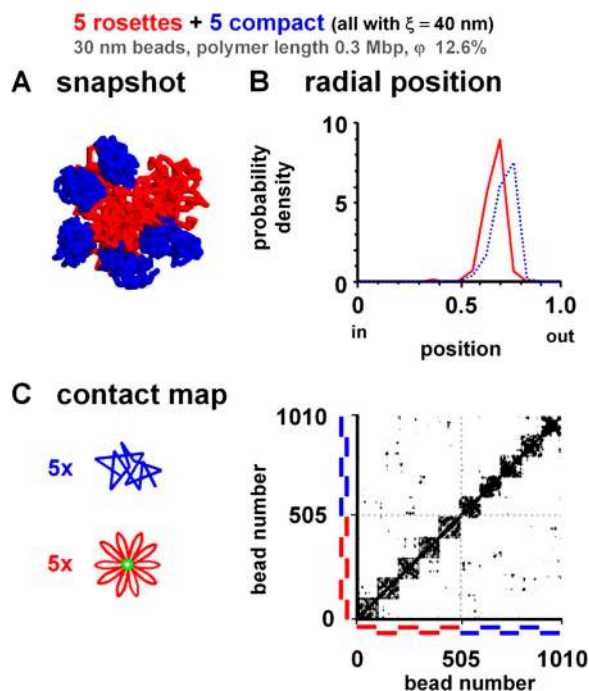 5 rosettes + 5 compact (all with ξ = 40 nm)
30 nm beads, polymer length 0.3 Mbp, φ 12.6%
A snapshot
B radial position
probability density
10
5
0
0 0.5 1.0
in out
position
C contact map
5x
5x
bead number
1010
505
0
0 505 1010
bead number